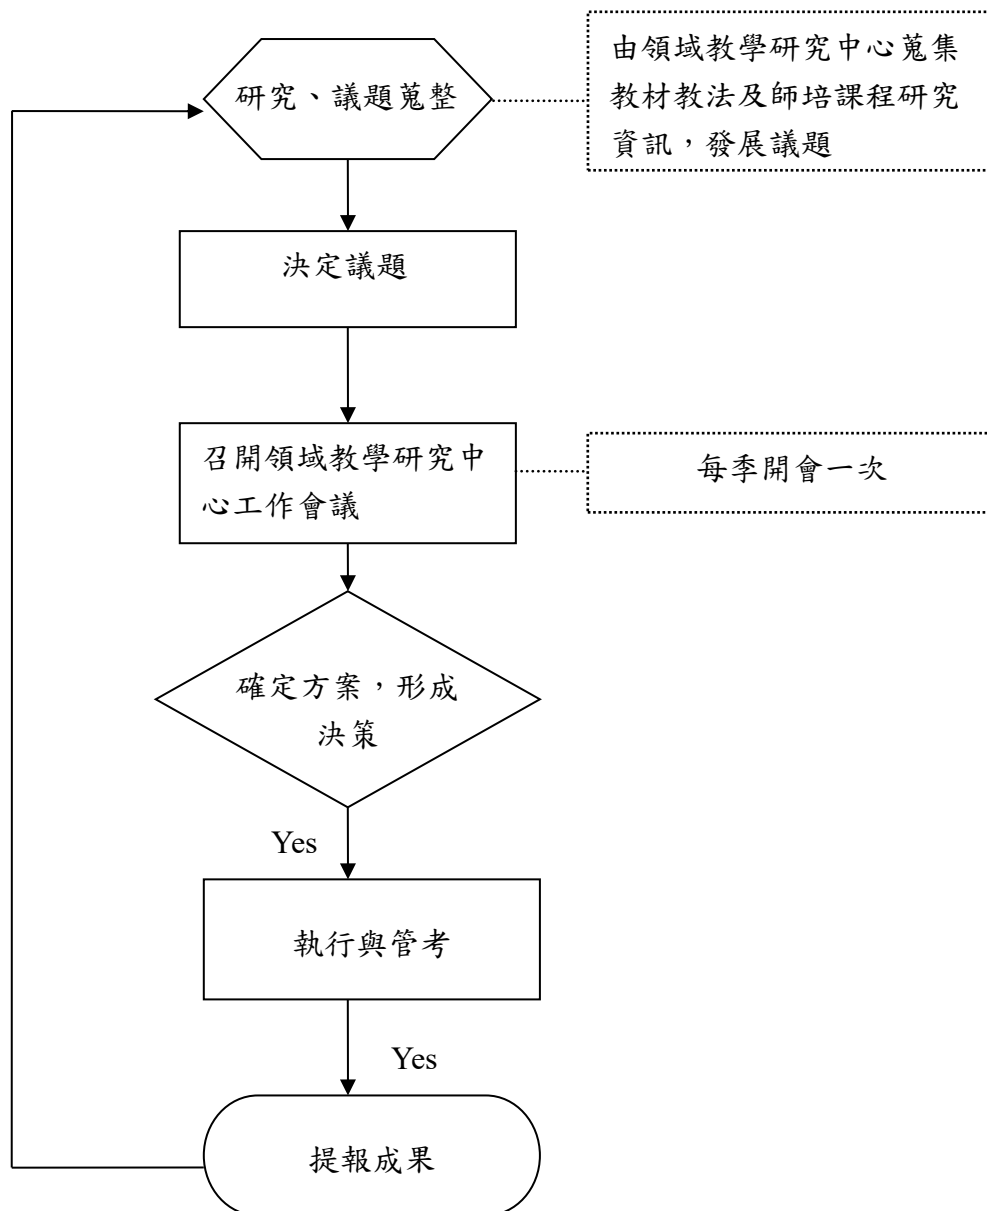 研究、議題蒐整
由領域教學研究中心蒐集
教材教法及師培課程研究
資訊，發展議題
決定議題
召開領域教學研究中
心工作會議
每季開會一次
確定方案，形成
決策
Yes
執行與管考
Yes
提報成果